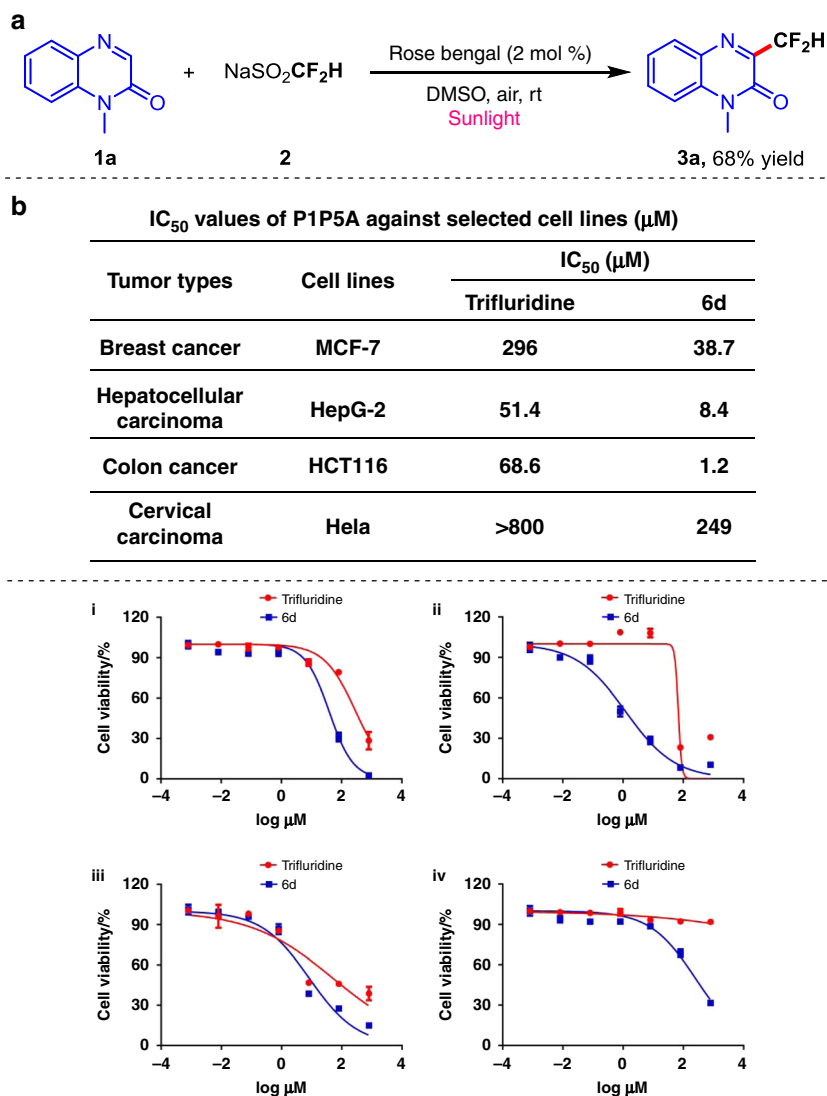 a
N
N
O
1a
+
NaSO₂CF₂H
2
Rose bengal (2 mol %)
DMSO, air, rt
Sunlight
N
CF₂H
N
O
3a, 68% yield
b
IC₅₀ values of P1P5A against selected cell lines (μM)
Tumor types Cell lines IC₅₀ (μM)
Trifluridine 6d
Breast cancer MCF-7 296 38.7
Hepatocellular
carcinoma HepG-2 51.4 8.4
Colon cancer HCT116 68.6 1.2
Cervical
carcinoma Hela >800 249
i
Trifluridine
6d
Cell viability/%
120
90
60
30
0
–4 –2 0 2 4
log μM
ii
Trifluridine
6d
Cell viability/%
120
90
60
30
0
–4 –2 0 2 4
log μM
iii
Trifluridine
6d
Cell viability/%
120
90
60
30
0
–4 –2 0 2 4
log μM
iv
Trifluridine
6d
Cell viability/%
120
90
60
30
0
–4 –2 0 2 4
log μM